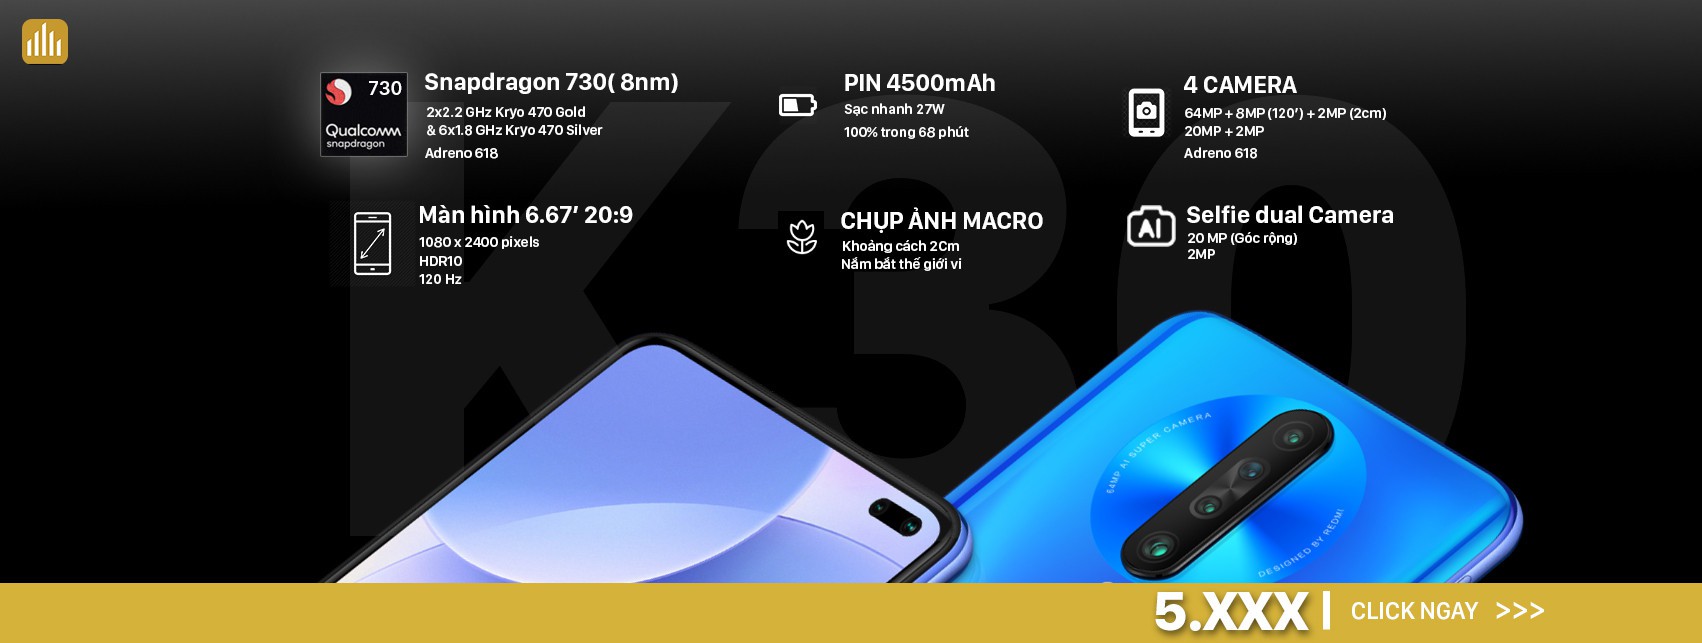 730
Qualcomm
snapdragon
Snapdragon 730( 8nm)
2x2.2 GHz Kryo 470 Gold
& 6x1.8 GHz Kryo 470 Silver
Adreno 618
PIN 4500mAh
Sạc nhanh 27W
100% trong 68 phút
4 CAMERA
64MP + 8MP (120’) + 2MP (2cm)
20MP + 2MP
Adreno 618
Màn hình 6.67’ 20:9
1080 x 2400 pixels
HDR10
120 Hz
CHỤP ẢNH MACRO
Khoảng cách 2Cm
Nắm bắt thế giới vi
AI
Selfie dual Camera
20 MP (Góc rộng)
2MP
K30
64MP AI SUPER CAMERA
DESIGNED BY REDMI
5.XXX | CLICK NGAY >>>